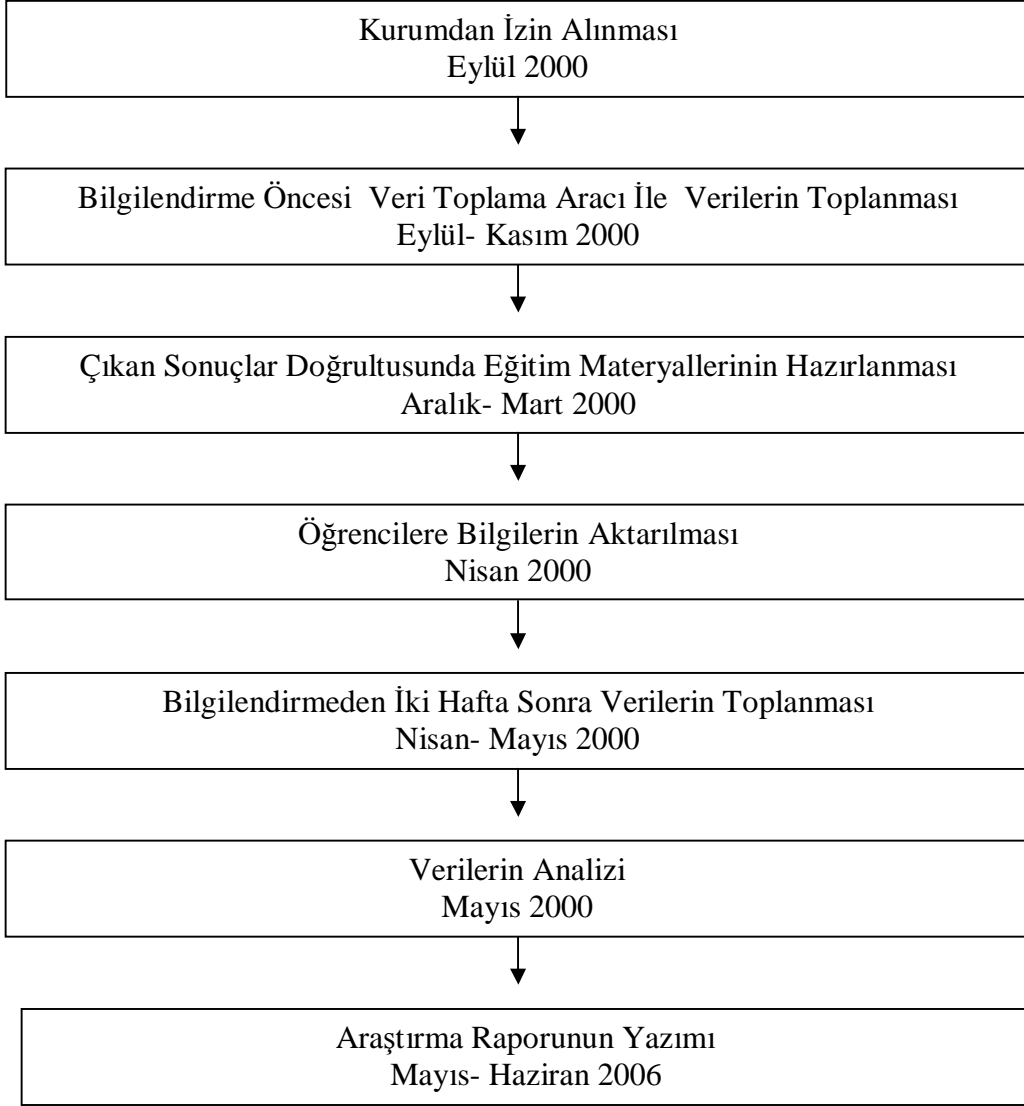 Kurumdan İzin Alınması
Eylül 2000
Bilgilendirme Öncesi Veri Toplama Aracı İle Verilerin Toplanması
Eylül- Kasım 2000
Çıkan Sonuçlar Doğrultusunda Eğitim Materyallerinin Hazırlanması
Aralık- Mart 2000
Öğrencilere Bilgilerin Aktarılması
Nisan 2000
Bilgilendirmeden İki Hafta Sonra Verilerin Toplanması
Nisan- Mayıs 2000
Verilerin Analizi
Mayıs 2000
Araştırma Raporunun Yazımı
Mayıs- Haziran 2006